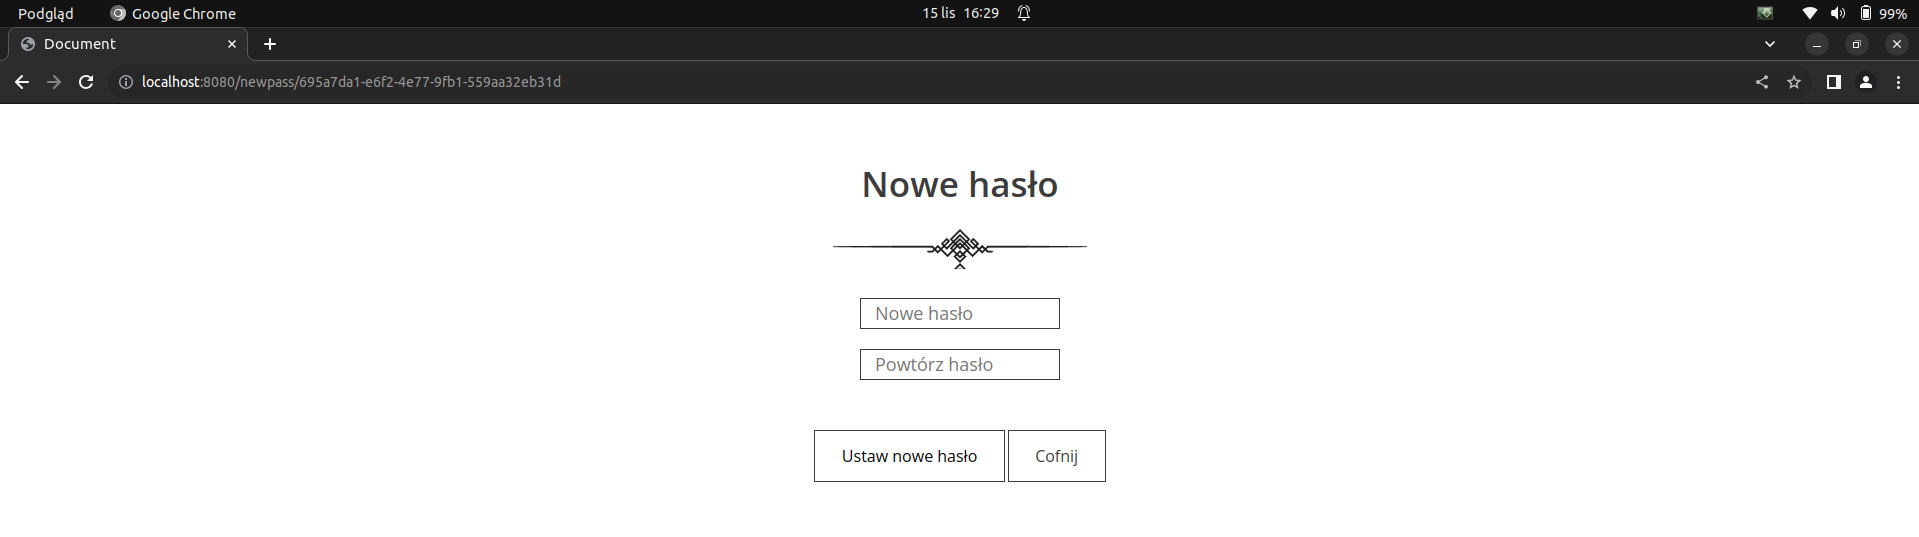 Podgląd Google Chrome 15 lis 16:29 99%
Document
localhost:8080/newpass/695a7da1-e6f2-4e77-9fb1-559aa32eb31d
Nowe hasło
Nowe hasło
Powtórz hasło
Ustaw nowe hasło Cofnij